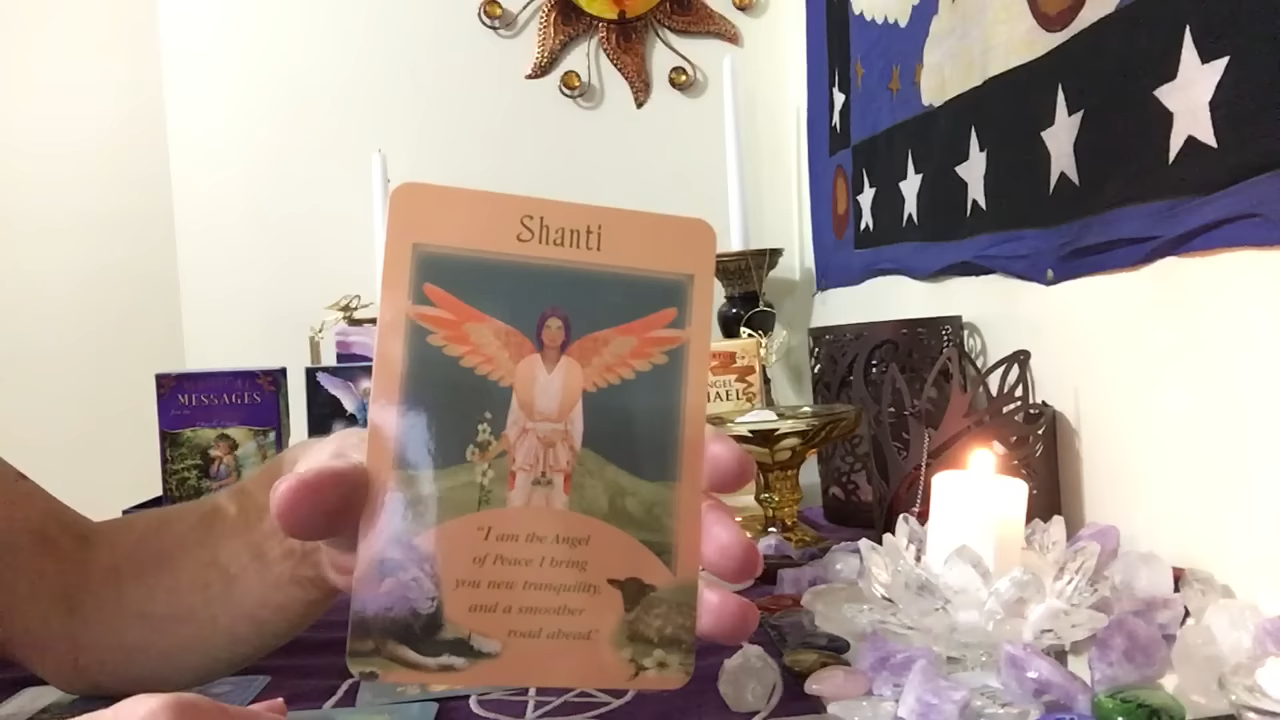 Shanti
"I am the Angel
of Peace. I bring
you new tranquility,
and a smoother
road ahead."
MESSAGES